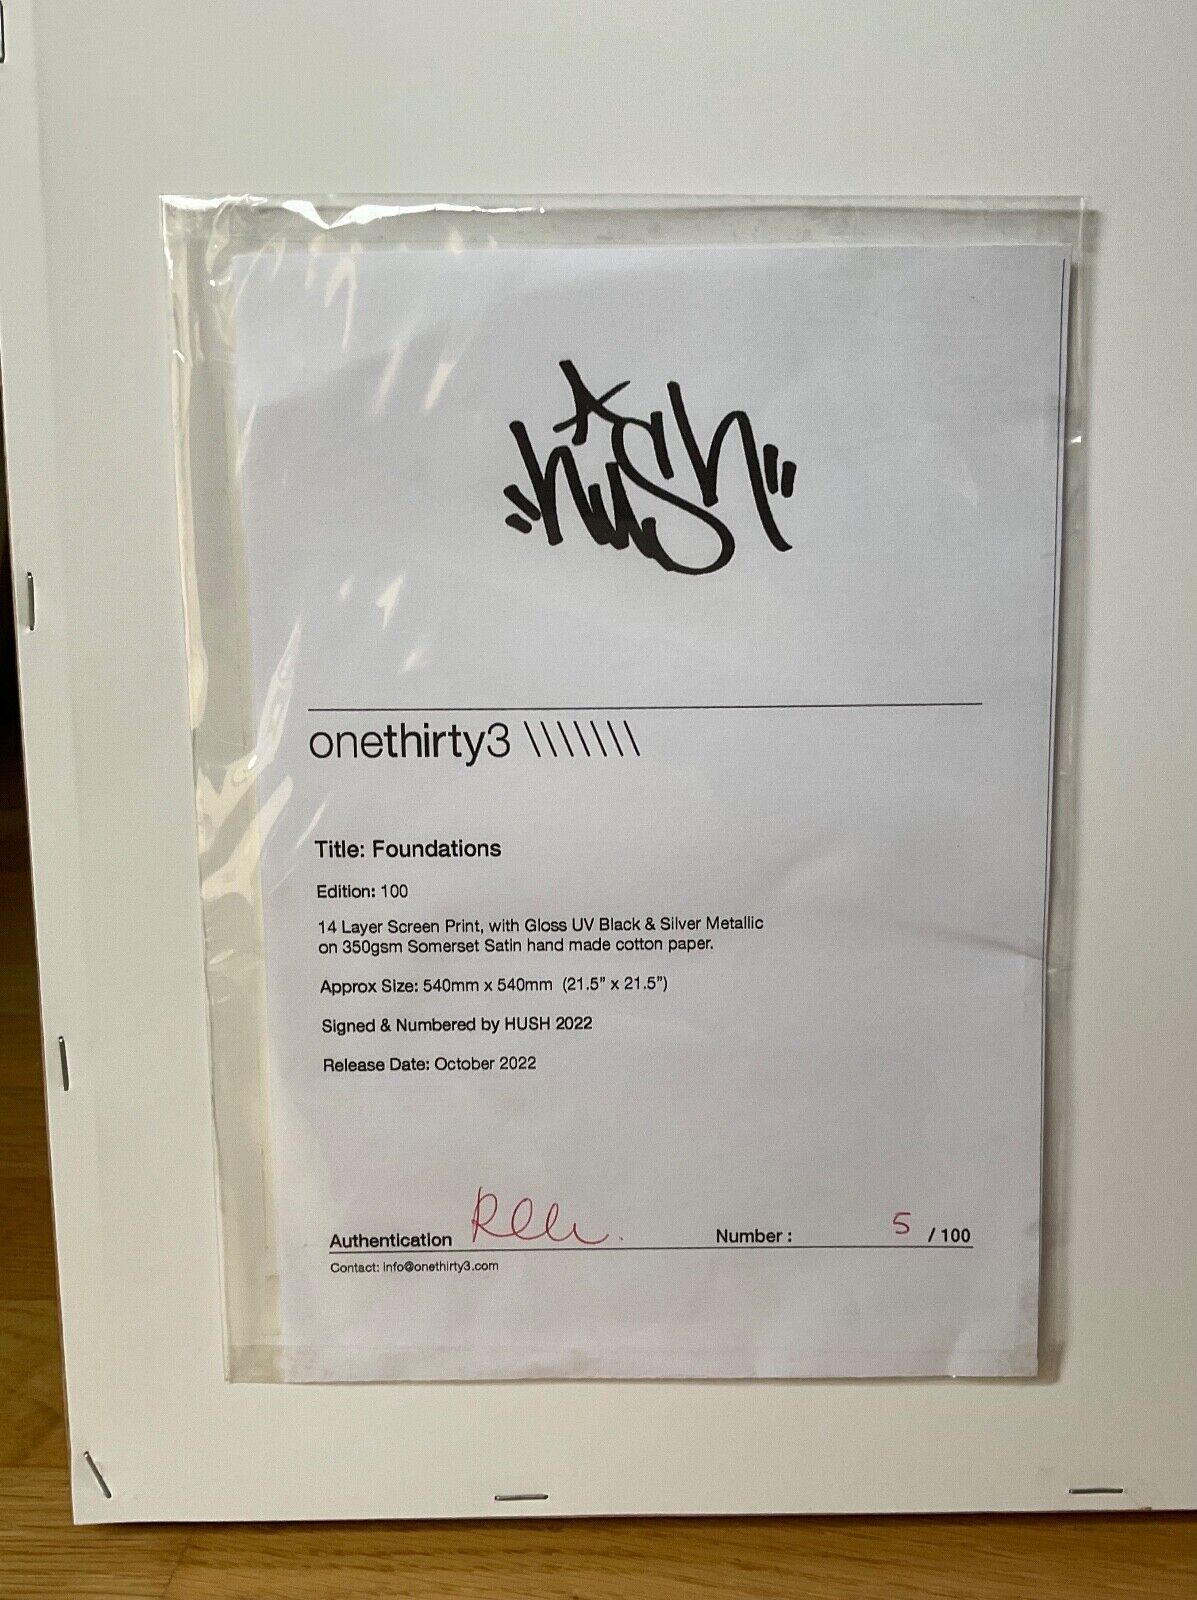 "hush"
onethirty3 \\\\\\\
Title: Foundations
Edition: 100
14 Layer Screen Print, with Gloss UV Black & Silver Metallic
on 350gsm Somerset Satin hand made cotton paper.
Approx Size: 540mm x 540mm (21.5" x 21.5")
Signed & Numbered by HUSH 2022
Release Date: October 2022
Authentication Number: 5 / 100
Contact: info@onethirty3.com